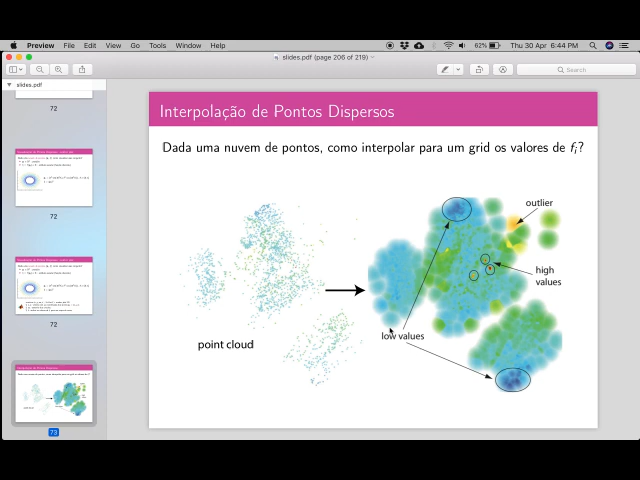 Preview File Edit View Go Tools Window Help
62% Thu 30 Apr 6:44 PM
slides.pdf (page 206 of 219)
Search
slides.pdf
72
72
72
73
Interpolação de Pontos Dispersos
Dada uma nuvem de pontos, como interpolar para um grid os valores de fi?
outlier
high
values
low values
point cloud